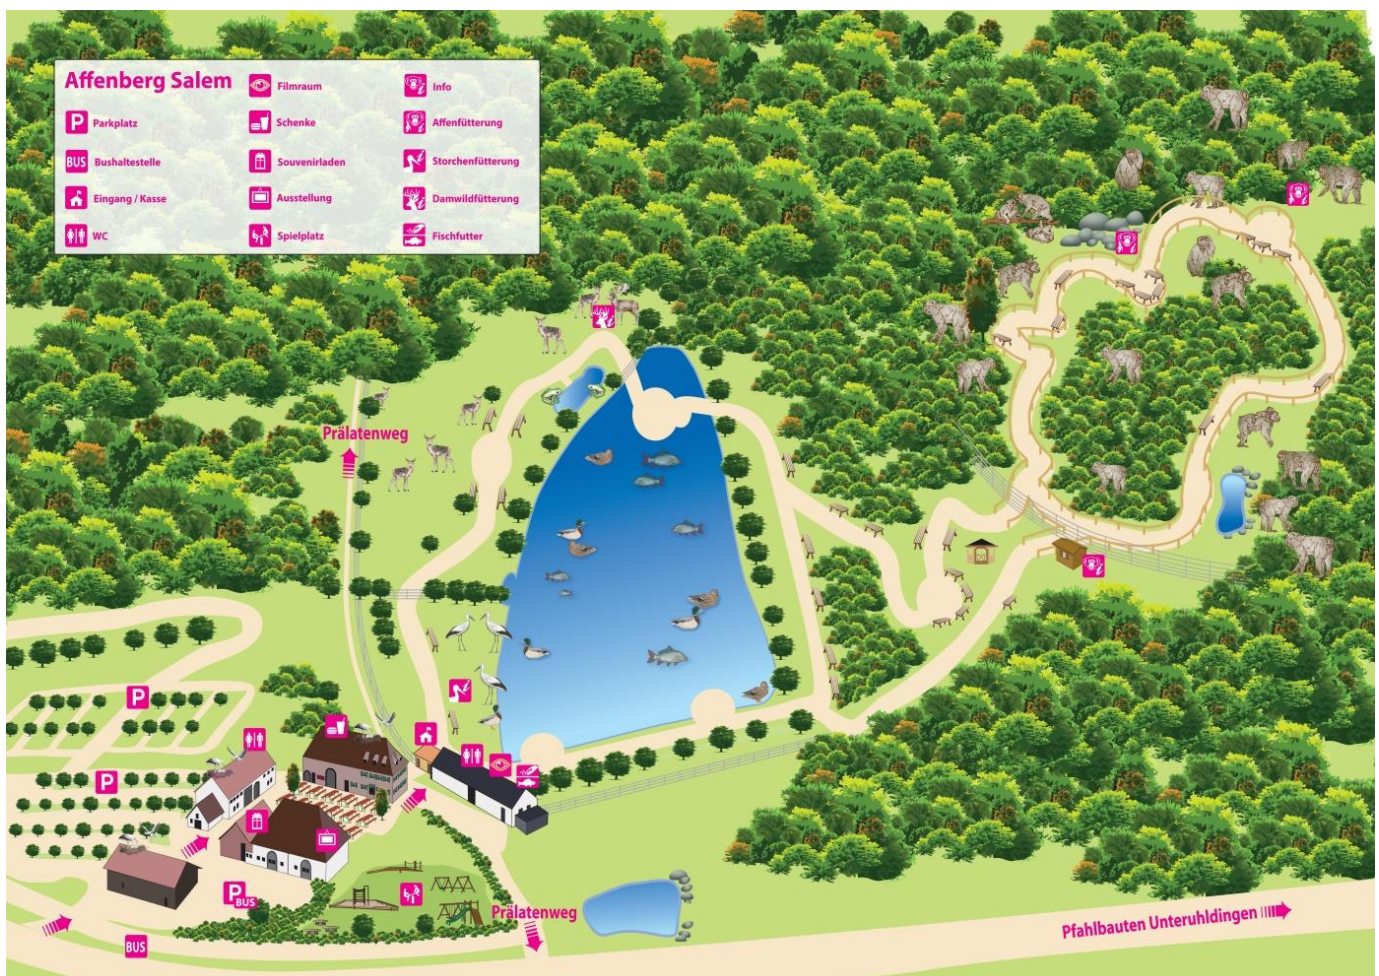 Affenberg Salem
P Parkplatz
BUS Bushaltestelle
Eingang / Kasse
WC
Filmraum
Schenke
Souvenirladen
Ausstellung
Spielplatz
i Info
i Affenfütterung
i Storchenfütterung
i Damwildfütterung
Fischfutter
Prälatenweg
P
P
P BUS
BUS
Prälatenweg
Pfahlbauten Unteruhldingen